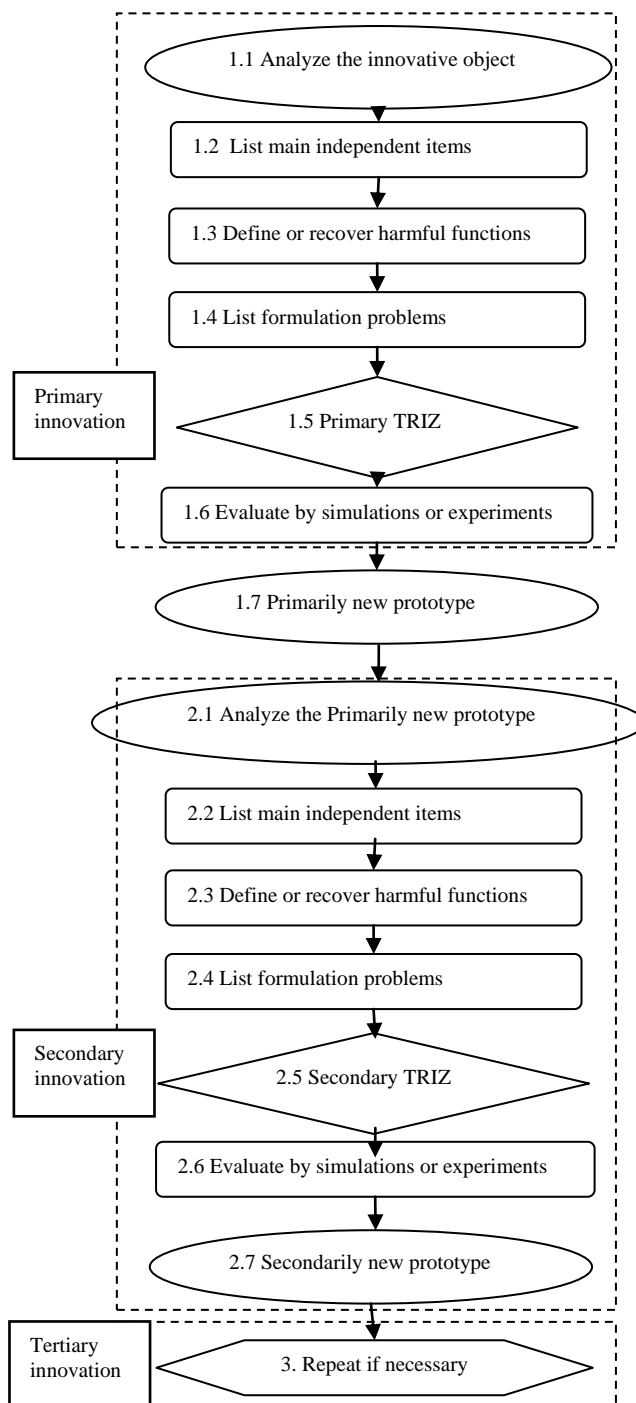 1.1 Analyze the innovative object
1.2 List main independent items
1.3 Define or recover harmful functions
1.4 List formulation problems
Primary
innovation
1.5 Primary TRIZ
1.6 Evaluate by simulations or experiments
1.7 Primarily new prototype
2.1 Analyze the Primarily new prototype
2.2 List main independent items
2.3 Define or recover harmful functions
2.4 List formulation problems
Secondary
innovation
2.5 Secondary TRIZ
2.6 Evaluate by simulations or experiments
2.7 Secondarily new prototype
Tertiary
innovation
3. Repeat if necessary